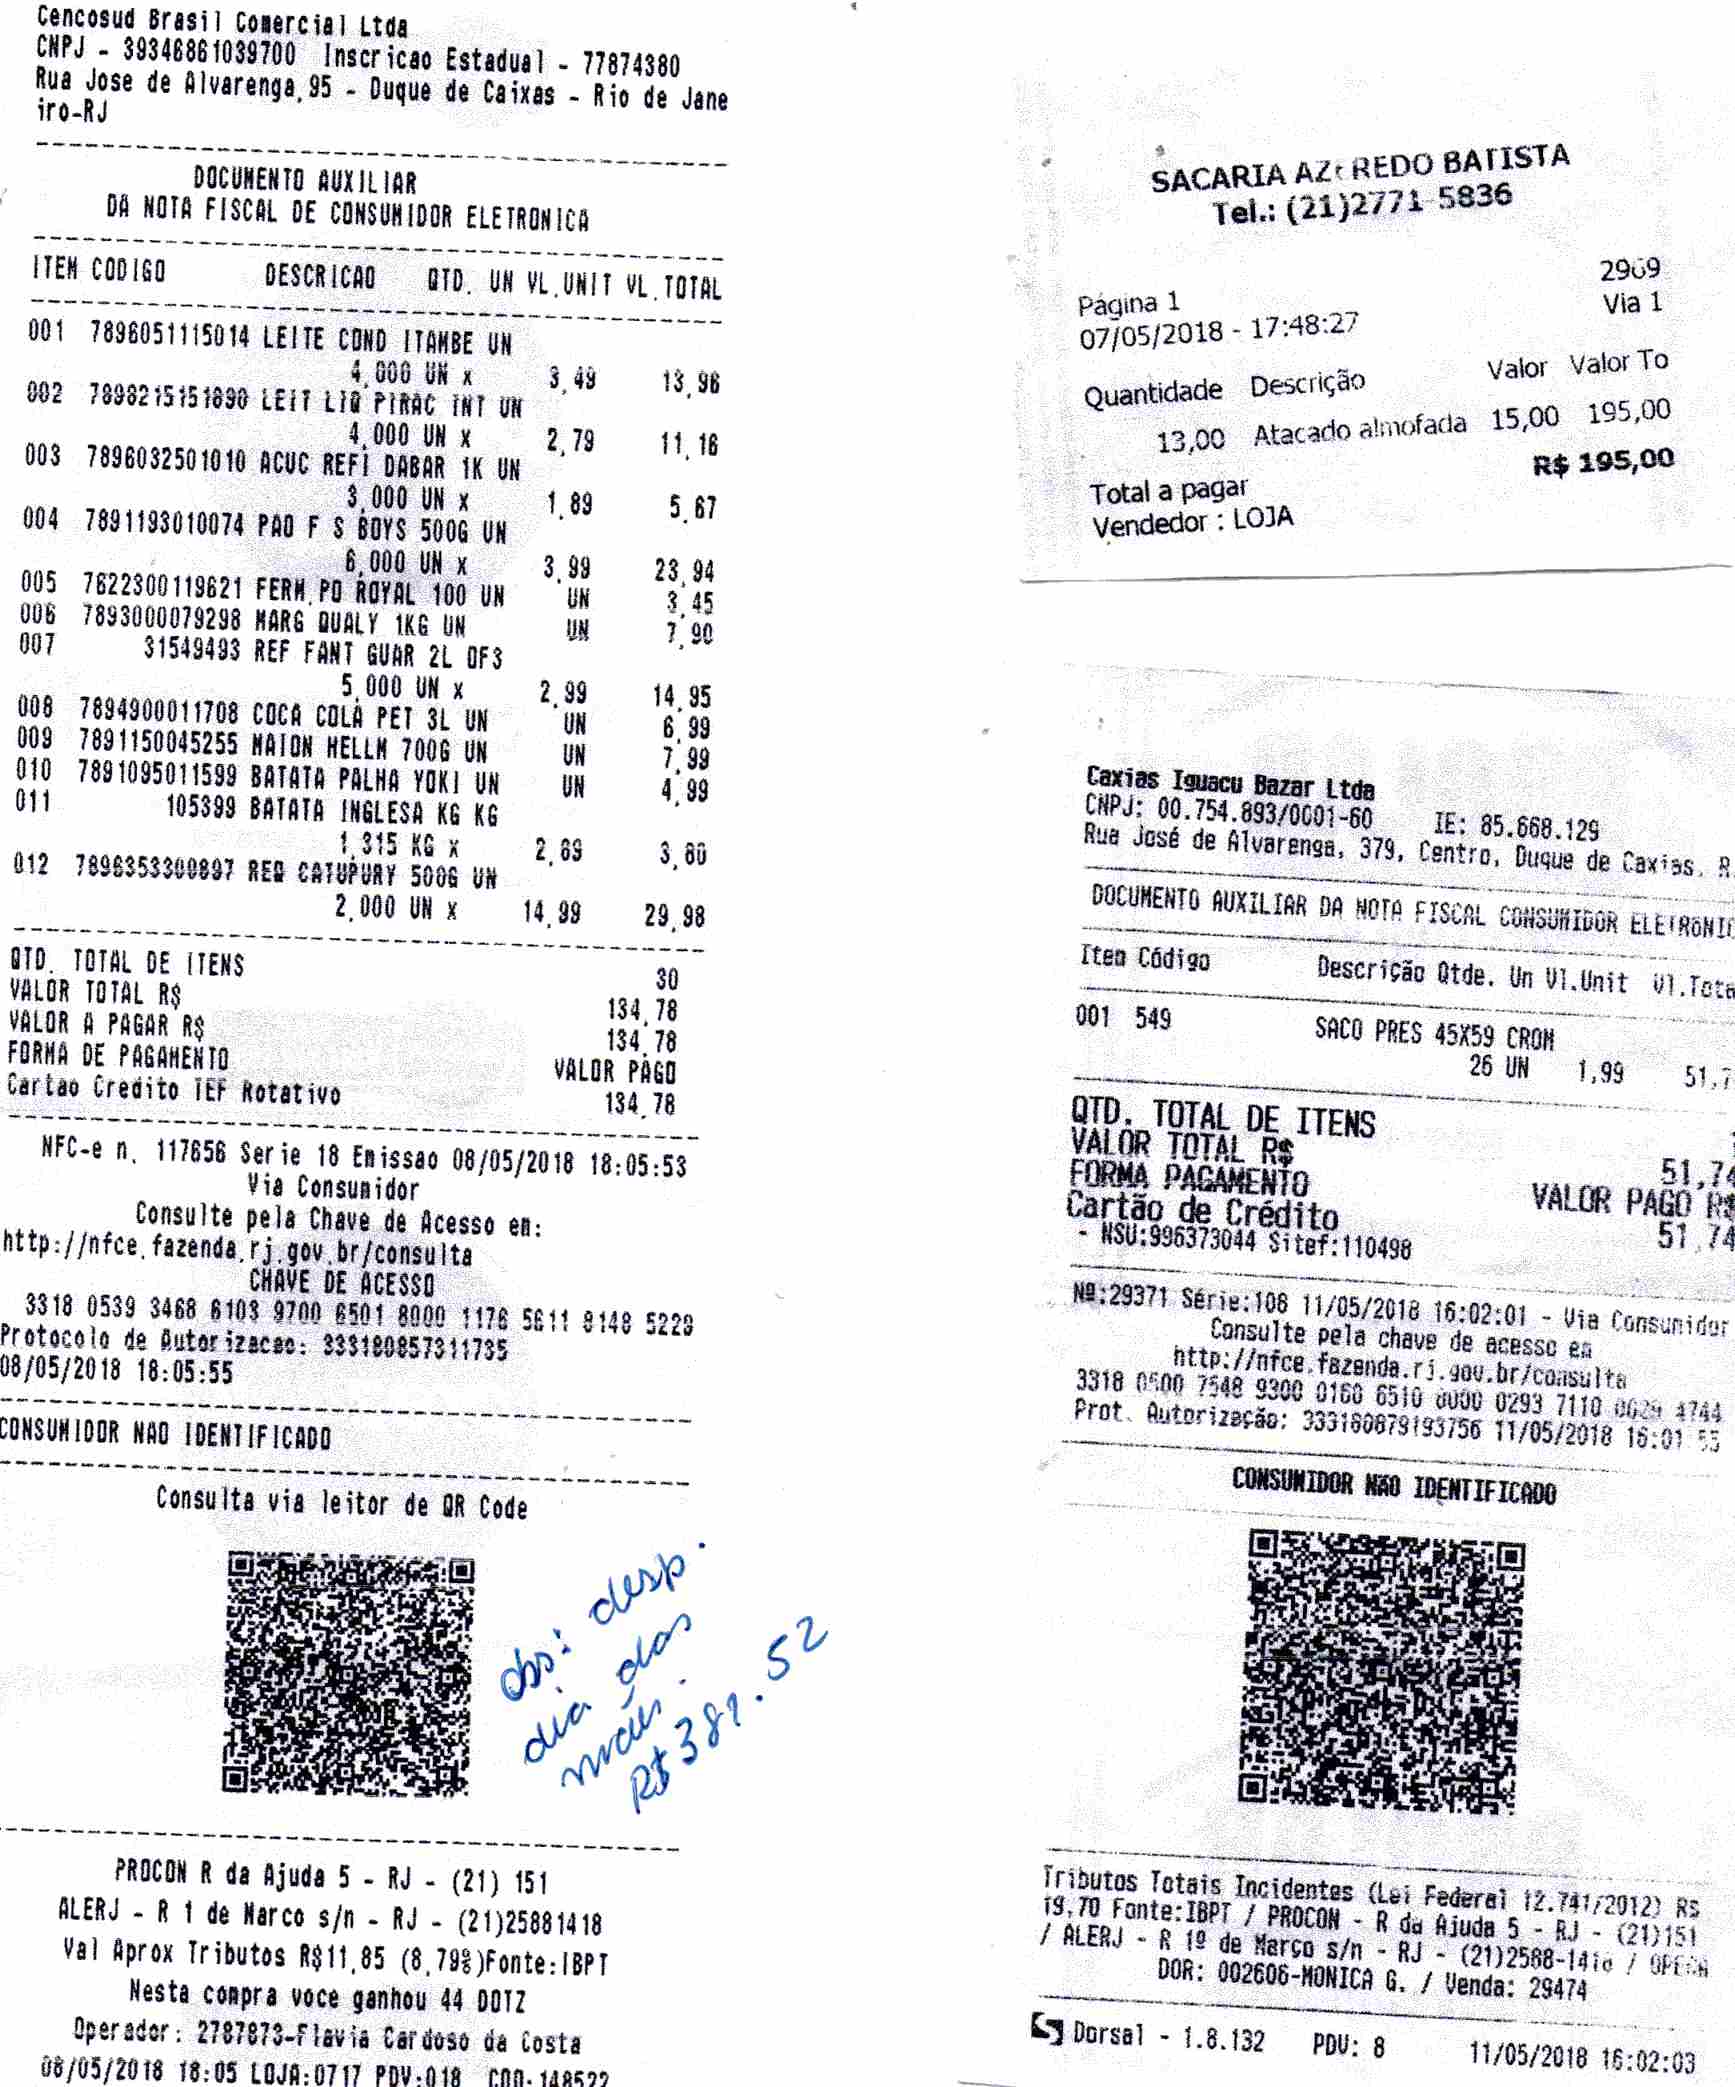 Cencosud Brasil Comercial Ltda
CNPJ - 39346861039700 Inscricao Estadual - 77874380
Rua Jose de Alvarenga,95 - Duque de Caixas - Rio de Jane
iro-RJ
DOCUMENTO AUXILIAR
DA NOTA FISCAL DE CONSUMIDOR ELETRONICA
ITEM CODIGO DESCRICAO QTD. UN VL.UNIT VL.TOTAL
001 7896051115014 LEITE COND ITAMBE UN
4,000 UN x 3,49 13,96
002 7898215151890 LEIT LIQ PIRAC INT UN
4,000 UN x 2,79 11,16
003 7896032501010 ACUC REFI DABAR 1K UN
3,000 UN x 1,89 5,67
004 7891193010074 PAO F S BOYS 500G UN
6,000 UN x 3,99 23,94
005 7622300119621 FERM.PO ROYAL 100 UN UN 3,45
006 7893000079298 MARG QUALY 1KG UN UN 7,90
007 31549493 REF FANT GUAR 2L OF3
5,000 UN x 2,99 14,95
008 7894900011708 COCA COLA PET 3L UN UN 6,99
009 7891150045255 MAION HELLM 700G UN UN 7,99
010 7891095011599 BATATA PALHA YOKI UN UN 4,99
011 105399 BATATA INGLESA KG KG
1,315 KG x 2,89 3,80
012 7896353300897 REQ CATUPURY 500G UN
2,000 UN x 14,99 29,98
QTD. TOTAL DE ITENS 30
VALOR TOTAL R$ 134,78
VALOR A PAGAR R$ 134,78
FORMA DE PAGAMENTO VALOR PAGO
Cartao Credito TEF Rotativo 134,78
NFC-e n. 117656 Serie 18 Emissao 08/05/2018 18:05:53
Via Consumidor
Consulte pela Chave de Acesso em:
http://nfce.fazenda.rj.gov.br/consulta
CHAVE DE ACESSO
3318 0539 3468 6103 9700 6501 8000 1176 5611 8148 5229
Protocolo de Autorizacao: 333180857311735
08/05/2018 18:05:55
CONSUMIDOR NAO IDENTIFICADO
Consulta via leitor de QR Code
obs: desp.
dia das
mães.
R$ 381.52
PROCON R da Ajuda 5 - RJ - (21) 151
ALERJ - R 1 de Marco s/n - RJ - (21)25881418
Val Aprox Tributos R$11,85 (8,79%)Fonte:IBPT
Nesta compra voce ganhou 44 DOTZ
Operador: 2787873-Flavia Cardoso da Costa
08/05/2018 18:05 LOJA:0717 PDV:018 COO:148522
SACARIA AZEREDO BATISTA
Tel.: (21)2771-5836
2969
Página 1 Via 1
07/05/2018 - 17:48:27
Quantidade Descrição Valor Valor To
13,00 Atacado almofada 15,00 195,00
R$ 195,00
Total a pagar
Vendedor : LOJA
Caxias Iguacu Bazar Ltda
CNPJ: 00.754.893/0001-60 IE: 85.668.129
Rua José de Alvarenga, 379, Centro, Duque de Caxias, R
DOCUMENTO AUXILIAR DA NOTA FISCAL CONSUMIDOR ELETRONIC
Item Código Descrição Qtde. Un Vl.Unit Vl.Tota
001 549 SACO PRES 45X59 CROM
26 UN 1,99 51,7
QTD. TOTAL DE ITENS
VALOR TOTAL R$ 51,74
FORMA PAGAMENTO VALOR PAGO R$
Cartão de Crédito 51,74
- NSU:996373044 Sitef:110498
Nº:29371 Série:108 11/05/2018 16:02:01 - Via Consumidor
Consulte pela chave de acesso em
http://nfce.fazenda.rj.gov.br/consulta
3318 0500 7548 9300 0160 6510 8000 0293 7110 0029 4744
Prot. Autorização: 333180879193756 11/05/2018 16:01:55
CONSUMIDOR NÃO IDENTIFICADO
Tributos Totais Incidentes (Lei Federal 12.741/2012) R$
19,70 Fonte:IBPT / PROCON - R da Ajuda 5 - RJ - (21)151
/ ALERJ - R 1º de Março s/n - RJ - (21)2588-1418 / OPERA
DOR: 002606-MONICA G. / Venda: 29474
Dorsal - 1.8.132 PDV: 8 11/05/2018 16:02:03